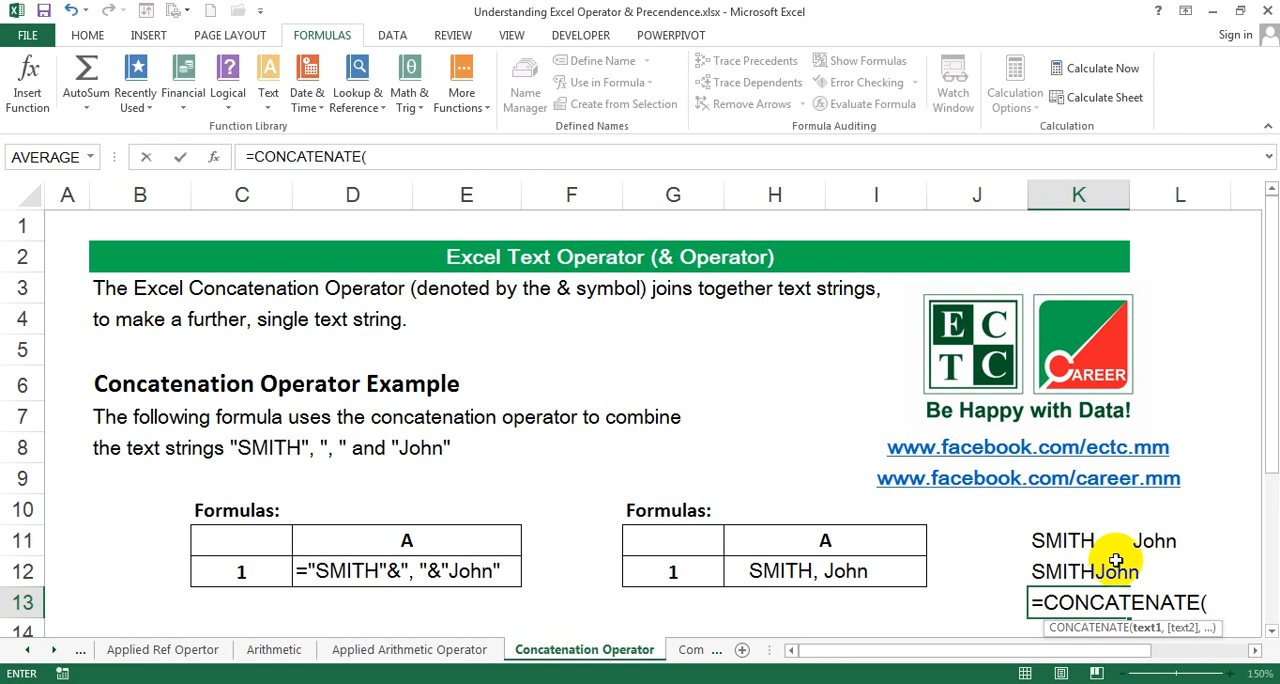 Understanding Excel Operator & Precendence.xlsx - Microsoft Excel
FILE HOME INSERT PAGE LAYOUT FORMULAS DATA REVIEW VIEW DEVELOPER POWERPIVOT Sign in
fx Insert Function
Σ AutoSum
Recently Used
Financial
Logical
Text
Date & Time
Lookup & Reference
Math & Trig
More Functions
Function Library
Name Manager
Define Name
Use in Formula
Create from Selection
Defined Names
Trace Precedents
Trace Dependents
Remove Arrows
Show Formulas
Error Checking
Evaluate Formula
Formula Auditing
Watch Window
Calculation Options
Calculate Now
Calculate Sheet
Calculation
AVERAGE fx =CONCATENATE(
A B C D E F G H I J K L
1
2 Excel Text Operator (& Operator)
3 The Excel Concatenation Operator (denoted by the & symbol) joins together text strings,
4 to make a further, single text string.
5
E C T C CAREER
6 Concatenation Operator Example
Be Happy with Data!
7 The following formula uses the concatenation operator to combine
8 the text strings "SMITH", ", " and "John"
www.facebook.com/ectc.mm
9 www.facebook.com/career.mm
10 Formulas: Formulas:
11 A A SMITH John
12 1 ="SMITH"&", "&"John" 1 SMITH, John SMITHJohn
13 =CONCATENATE(
CONCATENATE(text1, [text2], ...)
14
... Applied Ref Opertor Arithmetic Applied Arithmetic Operator Concatenation Operator Com ...
ENTER 150%